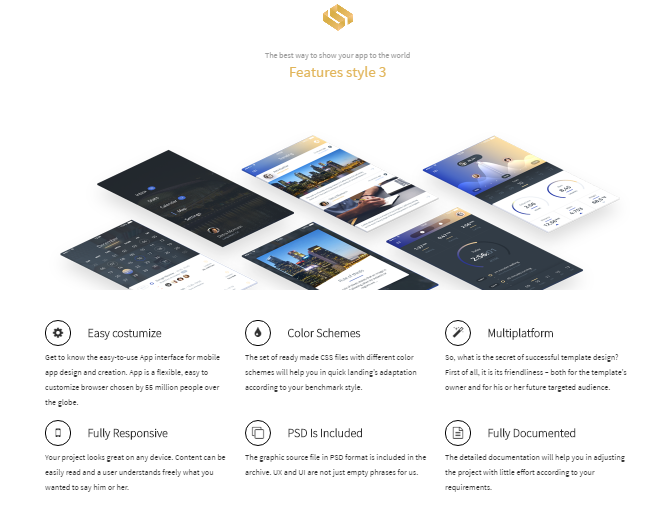 The best way to show your app to the world
Features style 3
Inbox
Stats
Calendar
Map
Settings
Easy costumize
Color Schemes
Multiplatform
Get to know the easy-to-use App interface for mobile
app design and creation. App is a flexible, easy to
customize browser chosen by 55 million people over
the globe.
The set of ready made CSS files with different color
schemes will help you in quick landing's adaptation
according to your benchmark style.
So, what is the secret of successful template design?
First of all, it is its friendliness – both for the template's
owner and for his or her future targeted audience.
Fully Responsive
PSD Is Included
Fully Documented
Your project looks great on any device. Content can be
easily read and a user understands freely what you
wanted to say him or her.
The graphic source file in PSD format is included in the
archive. UX and UI are not just empty phrases for us.
The detailed documentation will help you in adjusting
the project with little effort according to your
requirements.